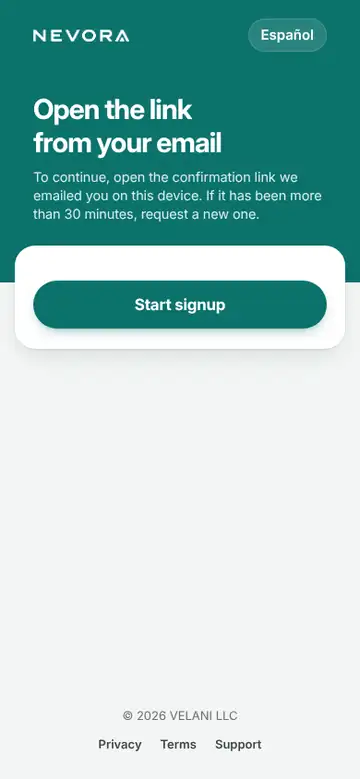 NEVORA
Español
Open the link
from your email
To continue, open the confirmation link we
emailed you on this device. If it has been more
than 30 minutes, request a new one.
Start signup
© 2026 VELANI LLC
Privacy Terms Support